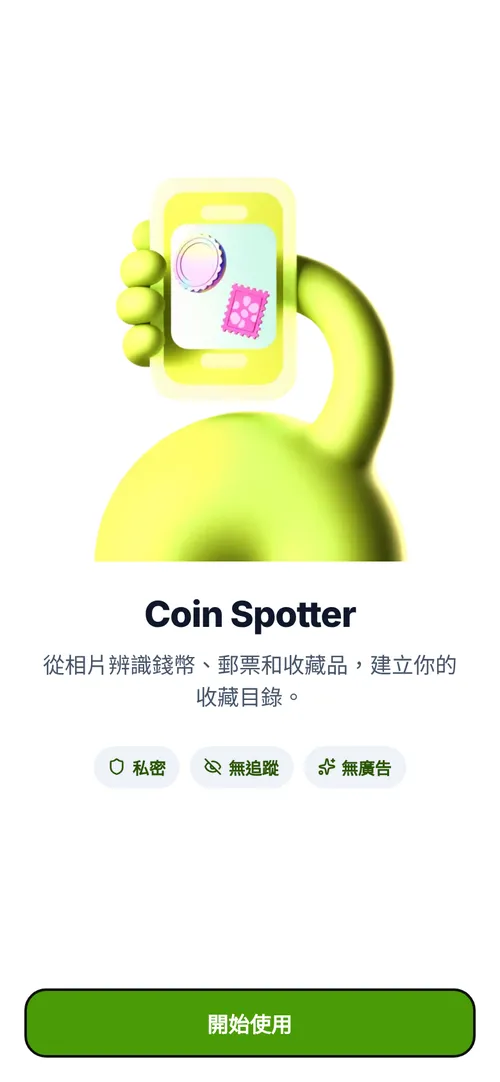 Coin Spotter
從相片辨識錢幣、郵票和收藏品，建立你的
收藏目錄。
私密
無追蹤
無廣告
開始使用